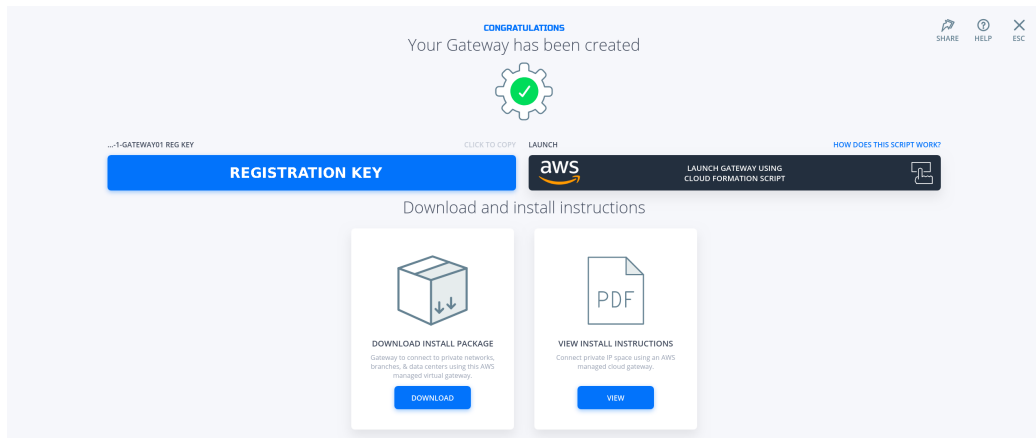 CONGRATULATIONS
Your Gateway has been created
SHARE
HELP
ESC
...-1-GATEWAY01 REG KEY
CLICK TO COPY
REGISTRATION KEY
LAUNCH
HOW DOES THIS SCRIPT WORK?
aws
LAUNCH GATEWAY USING
CLOUD FORMATION SCRIPT
Download and install instructions
DOWNLOAD INSTALL PACKAGE
Gateway to connect to private networks,
branches, & data centers using this AWS
managed virtual gateway.
DOWNLOAD
PDF
VIEW INSTALL INSTRUCTIONS
Connect private IP space using an AWS
managed cloud gateway.
VIEW